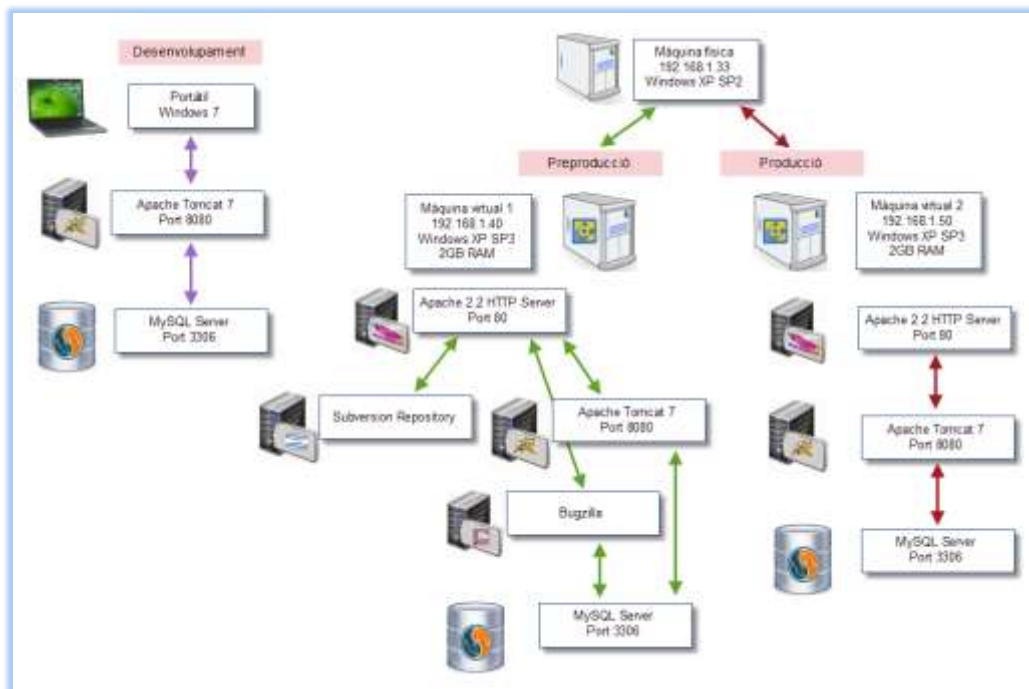 Desenvolupament
Portàtil
Windows 7
Apache Tomcat 7
Port 8080
MySQL Server
Port 3306
Màquina física
192.168.1.33
Windows XP SP2
Preproducció
Producció
Màquina virtual 1
192.168.1.40
Windows XP SP3
2GB RAM
Màquina virtual 2
192.168.1.50
Windows XP SP3
2GB RAM
Apache 2.2 HTTP Server
Port 80
Subversion Repository
Apache Tomcat 7
Port 8080
Bugzilla
MySQL Server
Port 3306
Apache 2.2 HTTP Server
Port 80
Apache Tomcat 7
Port 8080
MySQL Server
Port 3306